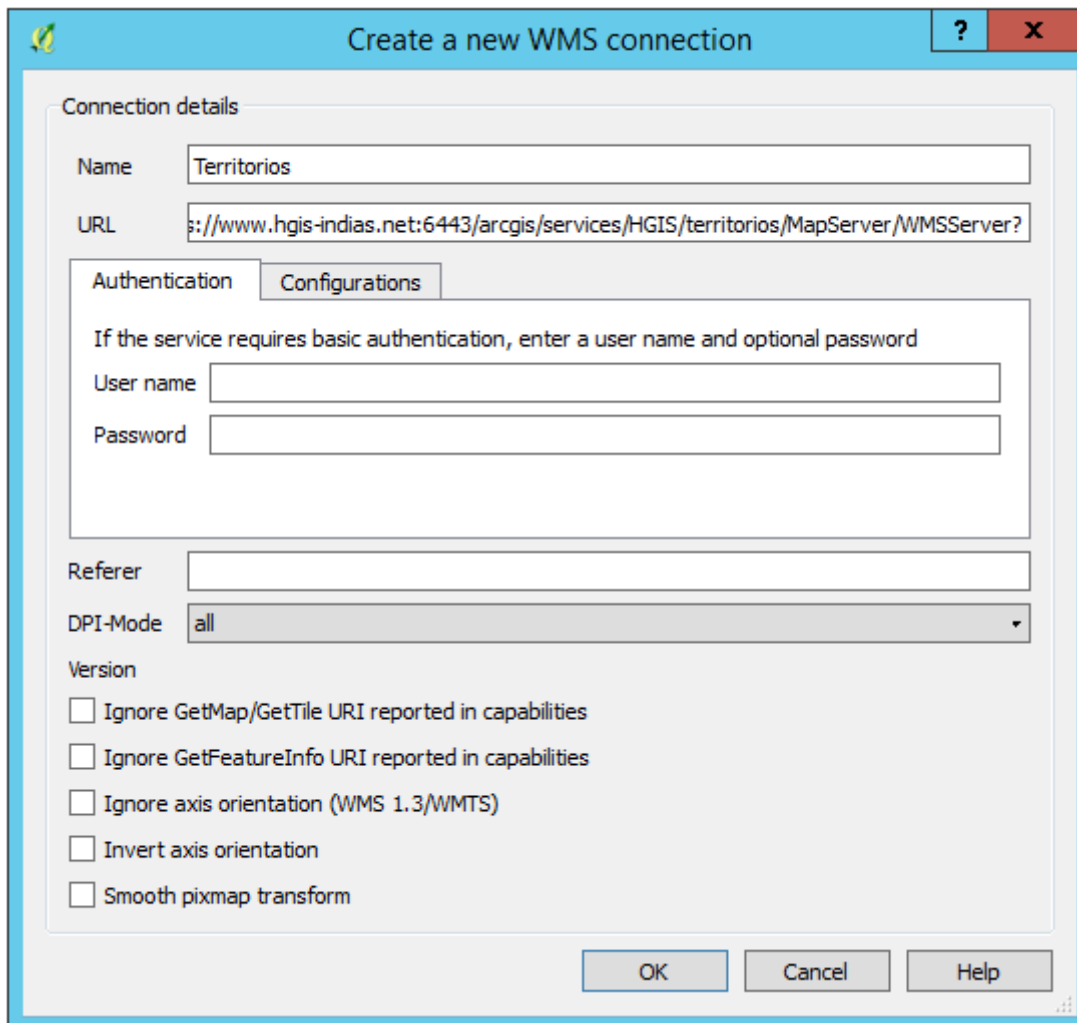 Create a new WMS connection
?
x
Connection details
Name
Territorios
URL
s://www.hgis-indias.net:6443/arcgis/services/HGIS/territorios/MapServer/WMSServer?
Authentication
Configurations
If the service requires basic authentication, enter a user name and optional password
User name
Password
Referer
DPI-Mode
all
Version
Ignore GetMap/GetTile URI reported in capabilities
Ignore GetFeatureInfo URI reported in capabilities
Ignore axis orientation (WMS 1.3/WMTS)
Invert axis orientation
Smooth pixmap transform
OK
Cancel
Help